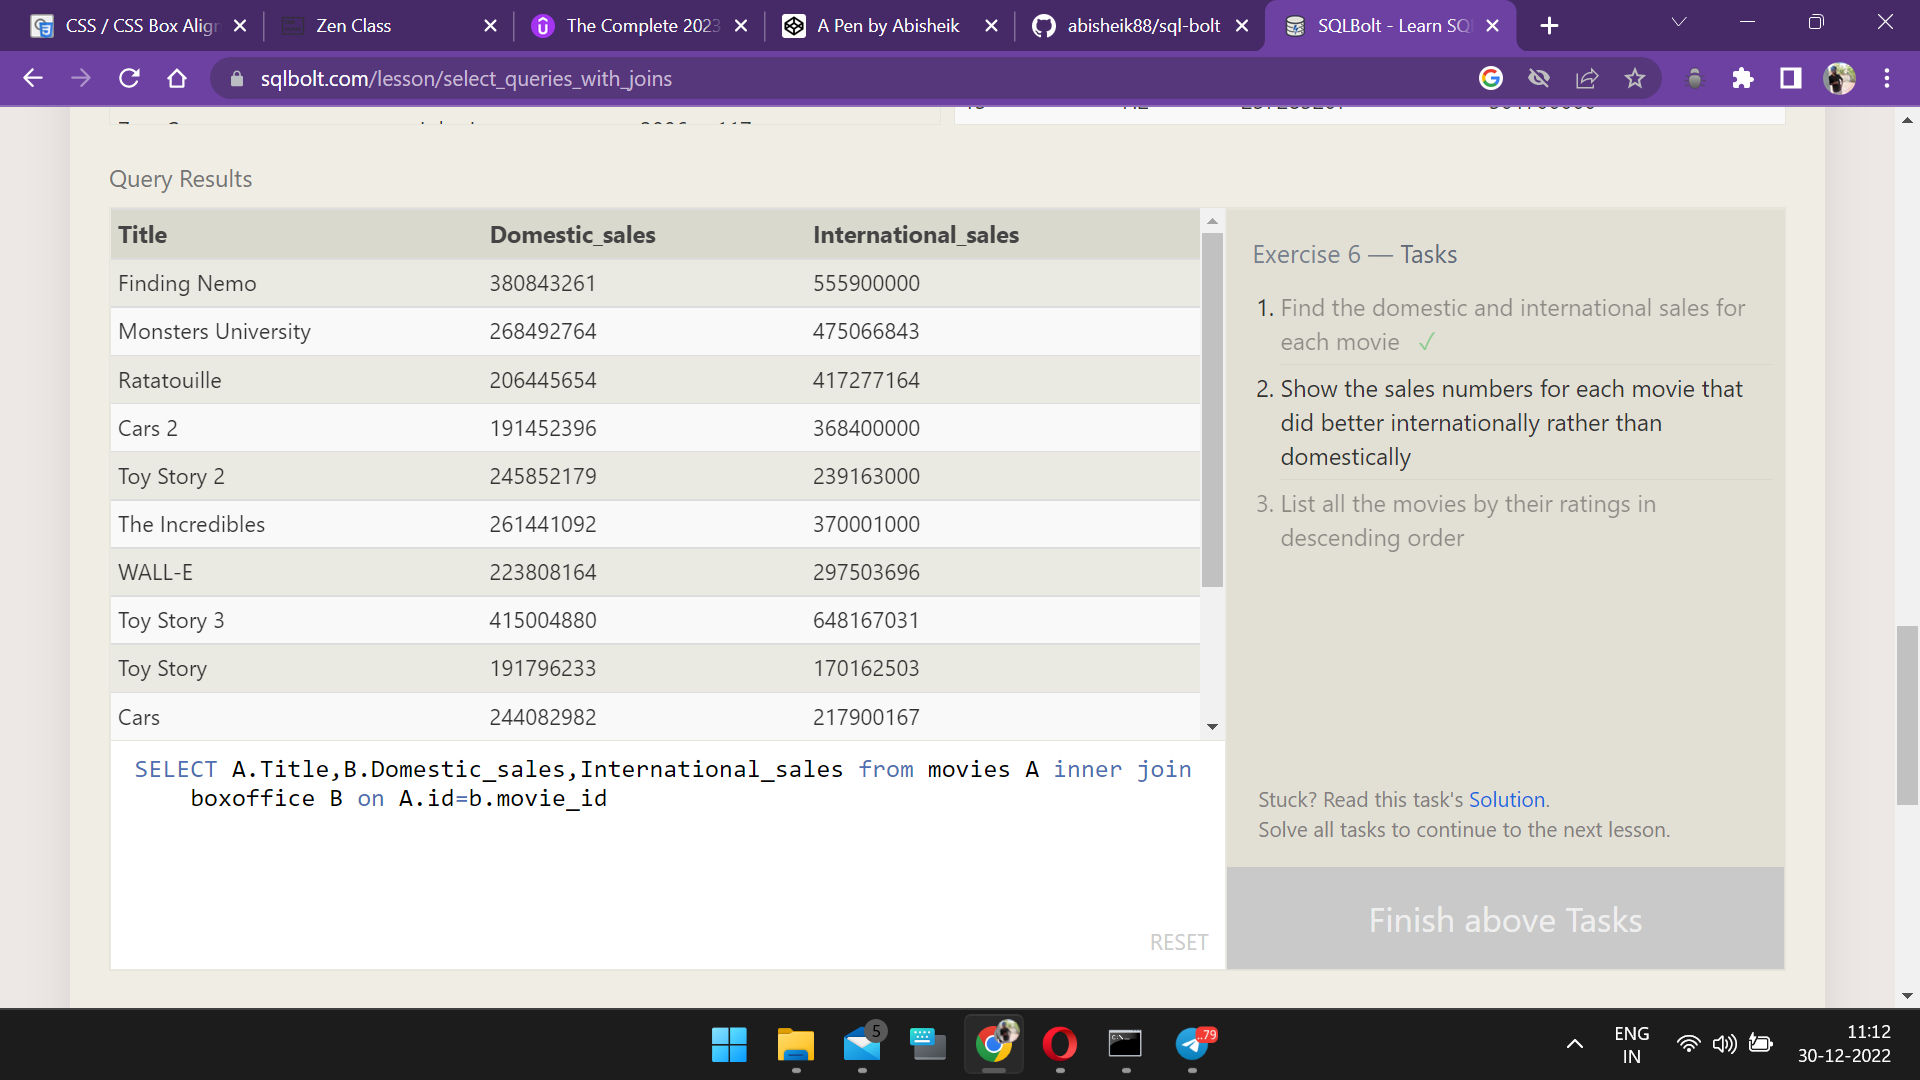 CSS / CSS Box Align
Zen Class
The Complete 2023
A Pen by Abisheik
abisheik88/sql-bolt
SQLBolt - Learn SQ
sqlbolt.com/lesson/select_queries_with_joins
Query Results
Title Domestic_sales International_sales
Finding Nemo 380843261 555900000
Monsters University 268492764 475066843
Ratatouille 206445654 417277164
Cars 2 191452396 368400000
Toy Story 2 245852179 239163000
The Incredibles 261441092 370001000
WALL-E 223808164 297503696
Toy Story 3 415004880 648167031
Toy Story 191796233 170162503
Cars 244082982 217900167
SELECT A.Title,B.Domestic_sales,International_sales from movies A inner join
boxoffice B on A.id=b.movie_id
RESET
Exercise 6 — Tasks
1. Find the domestic and international sales for
each movie ✓
2. Show the sales numbers for each movie that
did better internationally rather than
domestically
3. List all the movies by their ratings in
descending order
Stuck? Read this task's Solution.
Solve all tasks to continue to the next lesson.
Finish above Tasks
5
79
ENG
IN
11:12
30-12-2022